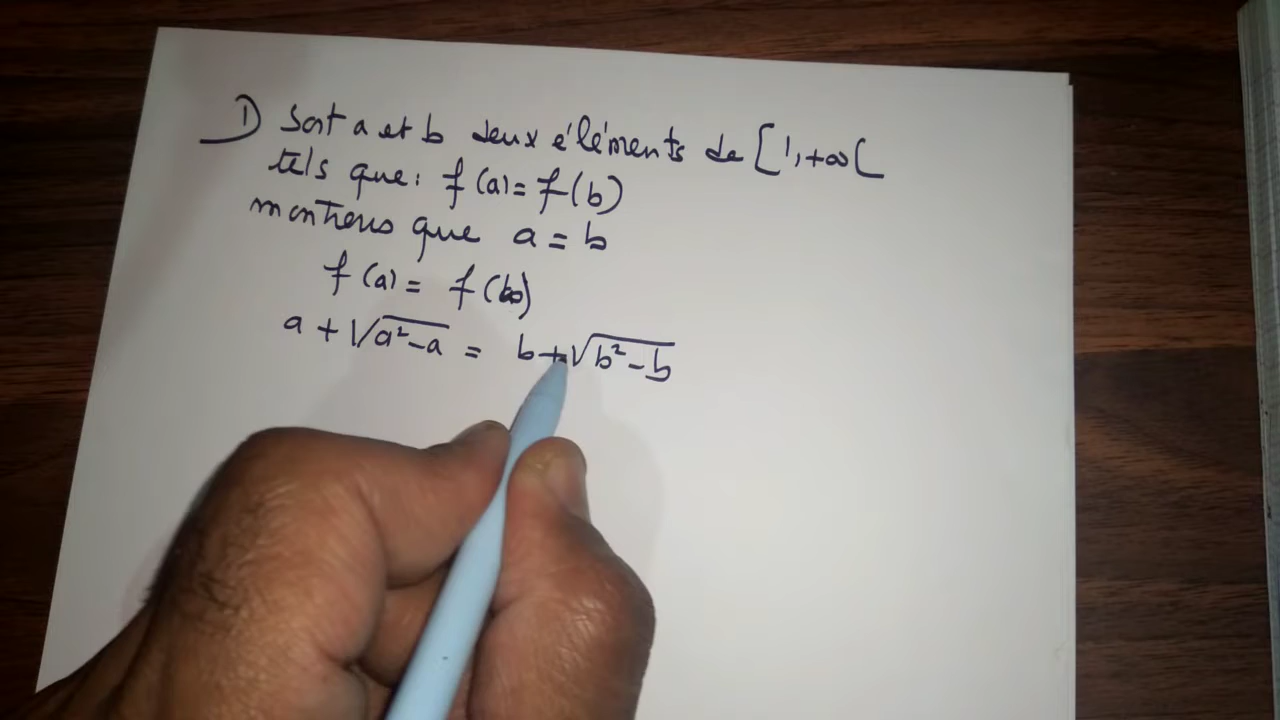 1) Soit a et b deux éléments de [1,+∞[
tels que: f(a)= f(b)
montrons que a = b
f(a)= f(b)
a + √a²-a = b+√b²-b